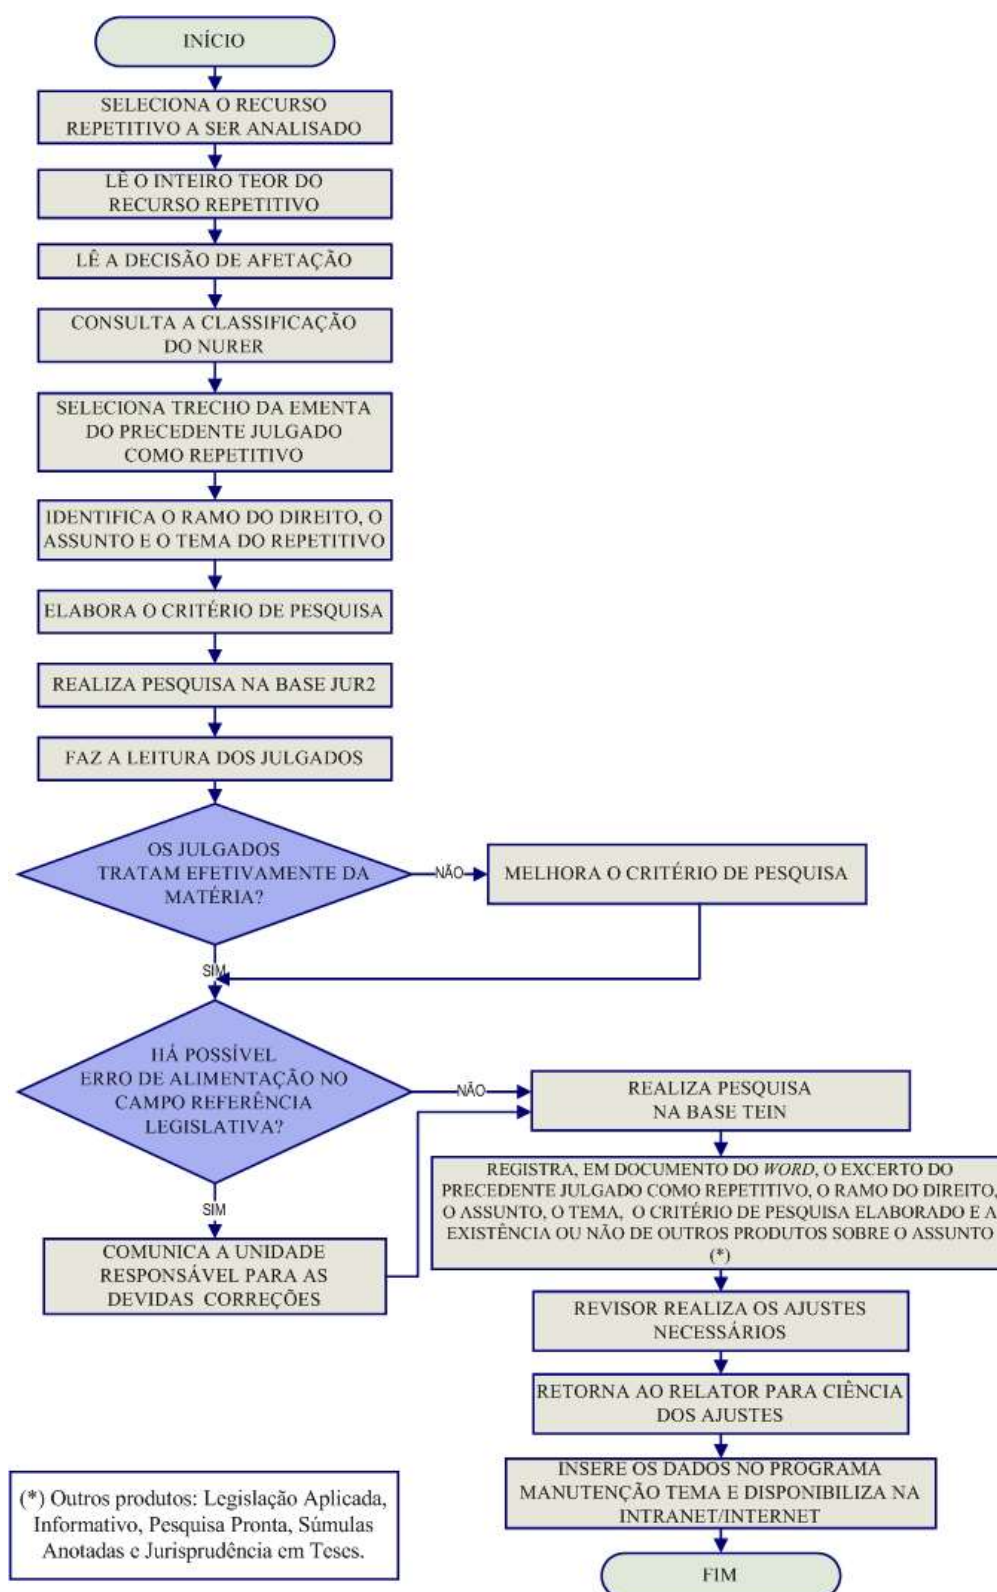 INÍCIO
SELECIONA O RECURSO
REPETITIVO A SER ANALISADO
LÊ O INTEIRO TEOR DO
RECURSO REPETITIVO
LÊ A DECISÃO DE AFETAÇÃO
CONSULTA A CLASSIFICAÇÃO
DO NURER
SELECIONA TRECHO DA EMENTA
DO PRECEDENTE JULGADO
COMO REPETITIVO
IDENTIFICA O RAMO DO DIREITO, O
ASSUNTO E O TEMA DO REPETITIVO
ELABORA O CRITÉRIO DE PESQUISA
REALIZA PESQUISA NA BASE JUR2
FAZ A LEITURA DOS JULGADOS
OS JULGADOS
TRATAM EFETIVAMENTE DA
MATÉRIA?
NÃO
MELHORA O CRITÉRIO DE PESQUISA
SIM
HÁ POSSÍVEL
ERRO DE ALIMENTAÇÃO NO
CAMPO REFERÊNCIA
LEGISLATIVA?
NÃO
REALIZA PESQUISA
NA BASE TEIN
SIM
COMUNICA A UNIDADE
RESPONSÁVEL PARA AS
DEVIDAS CORREÇÕES
REGISTRA, EM DOCUMENTO DO WORD, O EXCERTO DO
PRECEDENTE JULGADO COMO REPETITIVO, O RAMO DO DIREITO,
O ASSUNTO, O TEMA, O CRITÉRIO DE PESQUISA ELABORADO E A
EXISTÊNCIA OU NÃO DE OUTROS PRODUTOS SOBRE O ASSUNTO
(*)
REVISOR REALIZA OS AJUSTES
NECESSÁRIOS
RETORNA AO RELATOR PARA CIÊNCIA
DOS AJUSTES
INSERE OS DADOS NO PROGRAMA
MANUTENÇÃO TEMA E DISPONIBILIZA NA
INTRANET/INTERNET
FIM
(*) Outros produtos: Legislação Aplicada,
Informativo, Pesquisa Pronta, Súmulas
Anotadas e Jurisprudência em Teses.